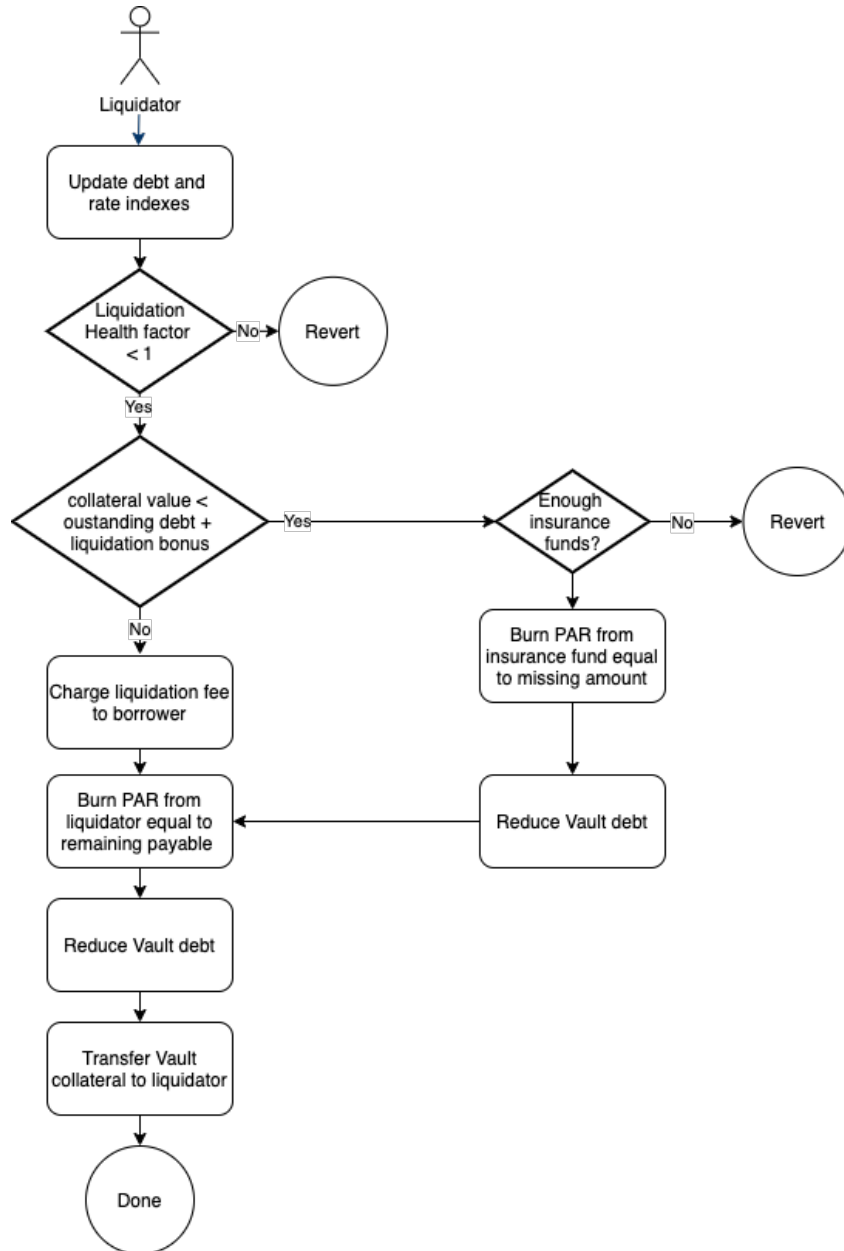 Liquidator
Update debt and
rate indexes
Liquidation
Health factor
< 1
No
Revert
Yes
collateral value <
oustanding debt +
liquidation bonus
Yes
Enough
insurance
funds?
No
Revert
No
Burn PAR from
insurance fund equal
to missing amount
Charge liquidation fee
to borrower
Burn PAR from
liquidator equal to
remaining payable
Reduce Vault debt
Reduce Vault debt
Transfer Vault
collateral to liquidator
Done